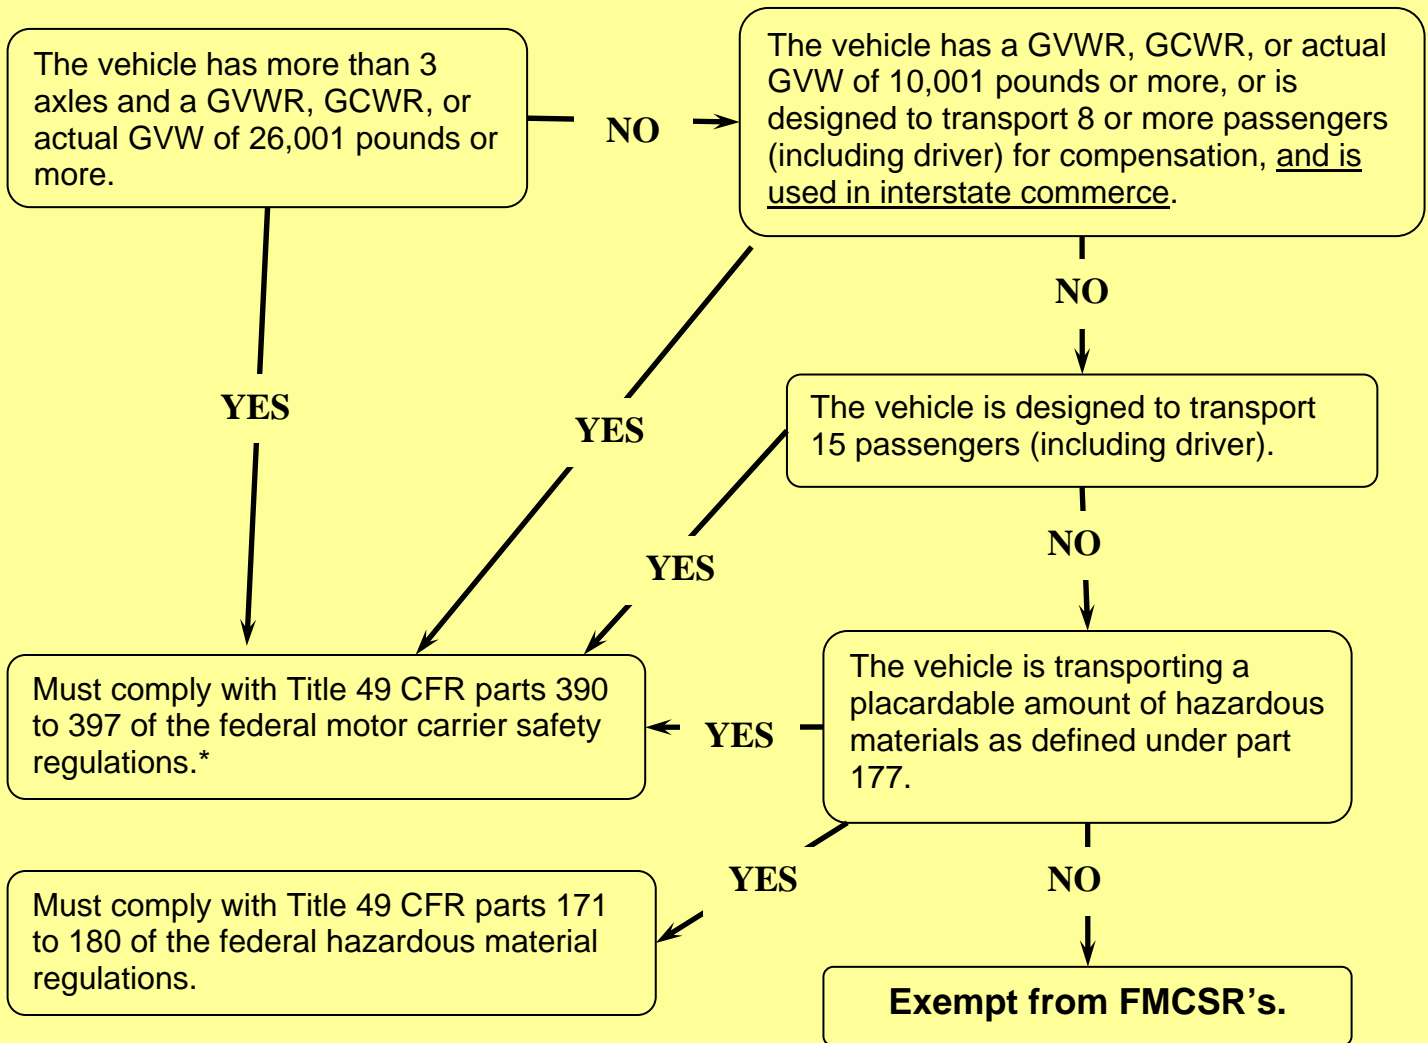 The vehicle has more than 3
axles and a GVWR, GCWR, or
actual GVW of 26,001 pounds or
more.
NO
The vehicle has a GVWR, GCWR, or actual
GVW of 10,001 pounds or more, or is
designed to transport 8 or more passengers
(including driver) for compensation, and is
used in interstate commerce.
NO
YES
YES
The vehicle is designed to transport
15 passengers (including driver).
YES
NO
Must comply with Title 49 CFR parts 390
to 397 of the federal motor carrier safety
regulations.*
YES
The vehicle is transporting a
placardable amount of hazardous
materials as defined under part
177.
YES
NO
Must comply with Title 49 CFR parts 171
to 180 of the federal hazardous material
regulations.
Exempt from FMCSR’s.